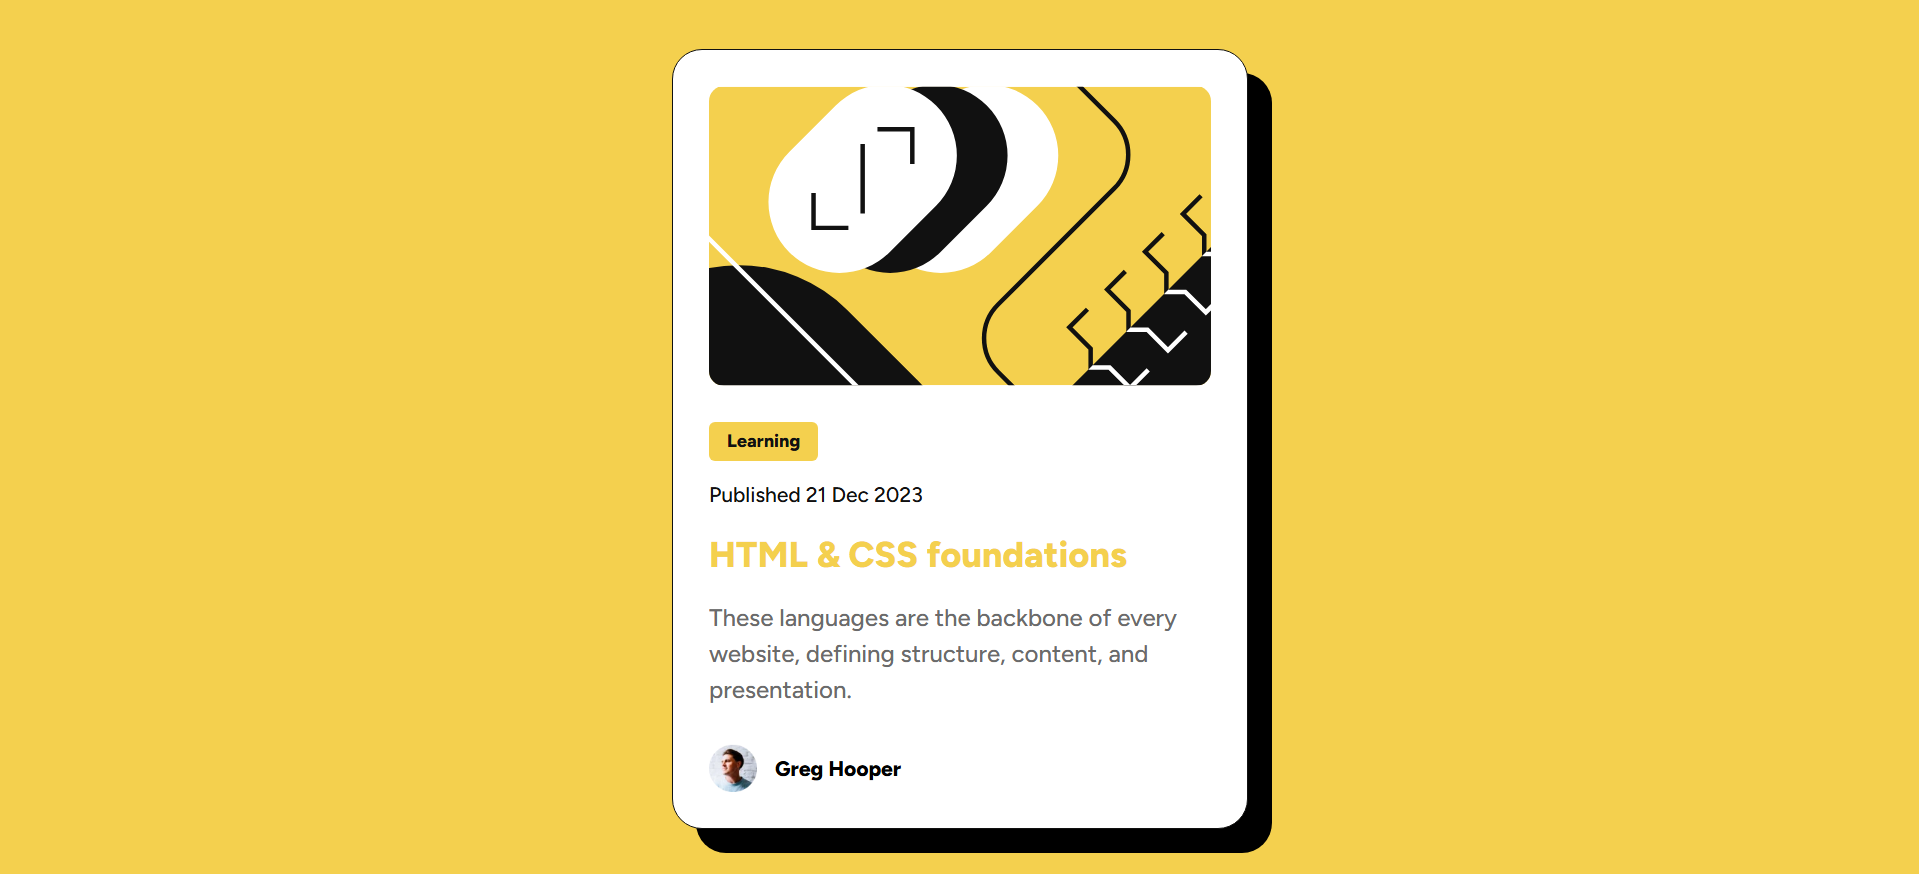 Learning
Published 21 Dec 2023
HTML & CSS foundations
These languages are the backbone of every
website, defining structure, content, and
presentation.
Greg Hooper